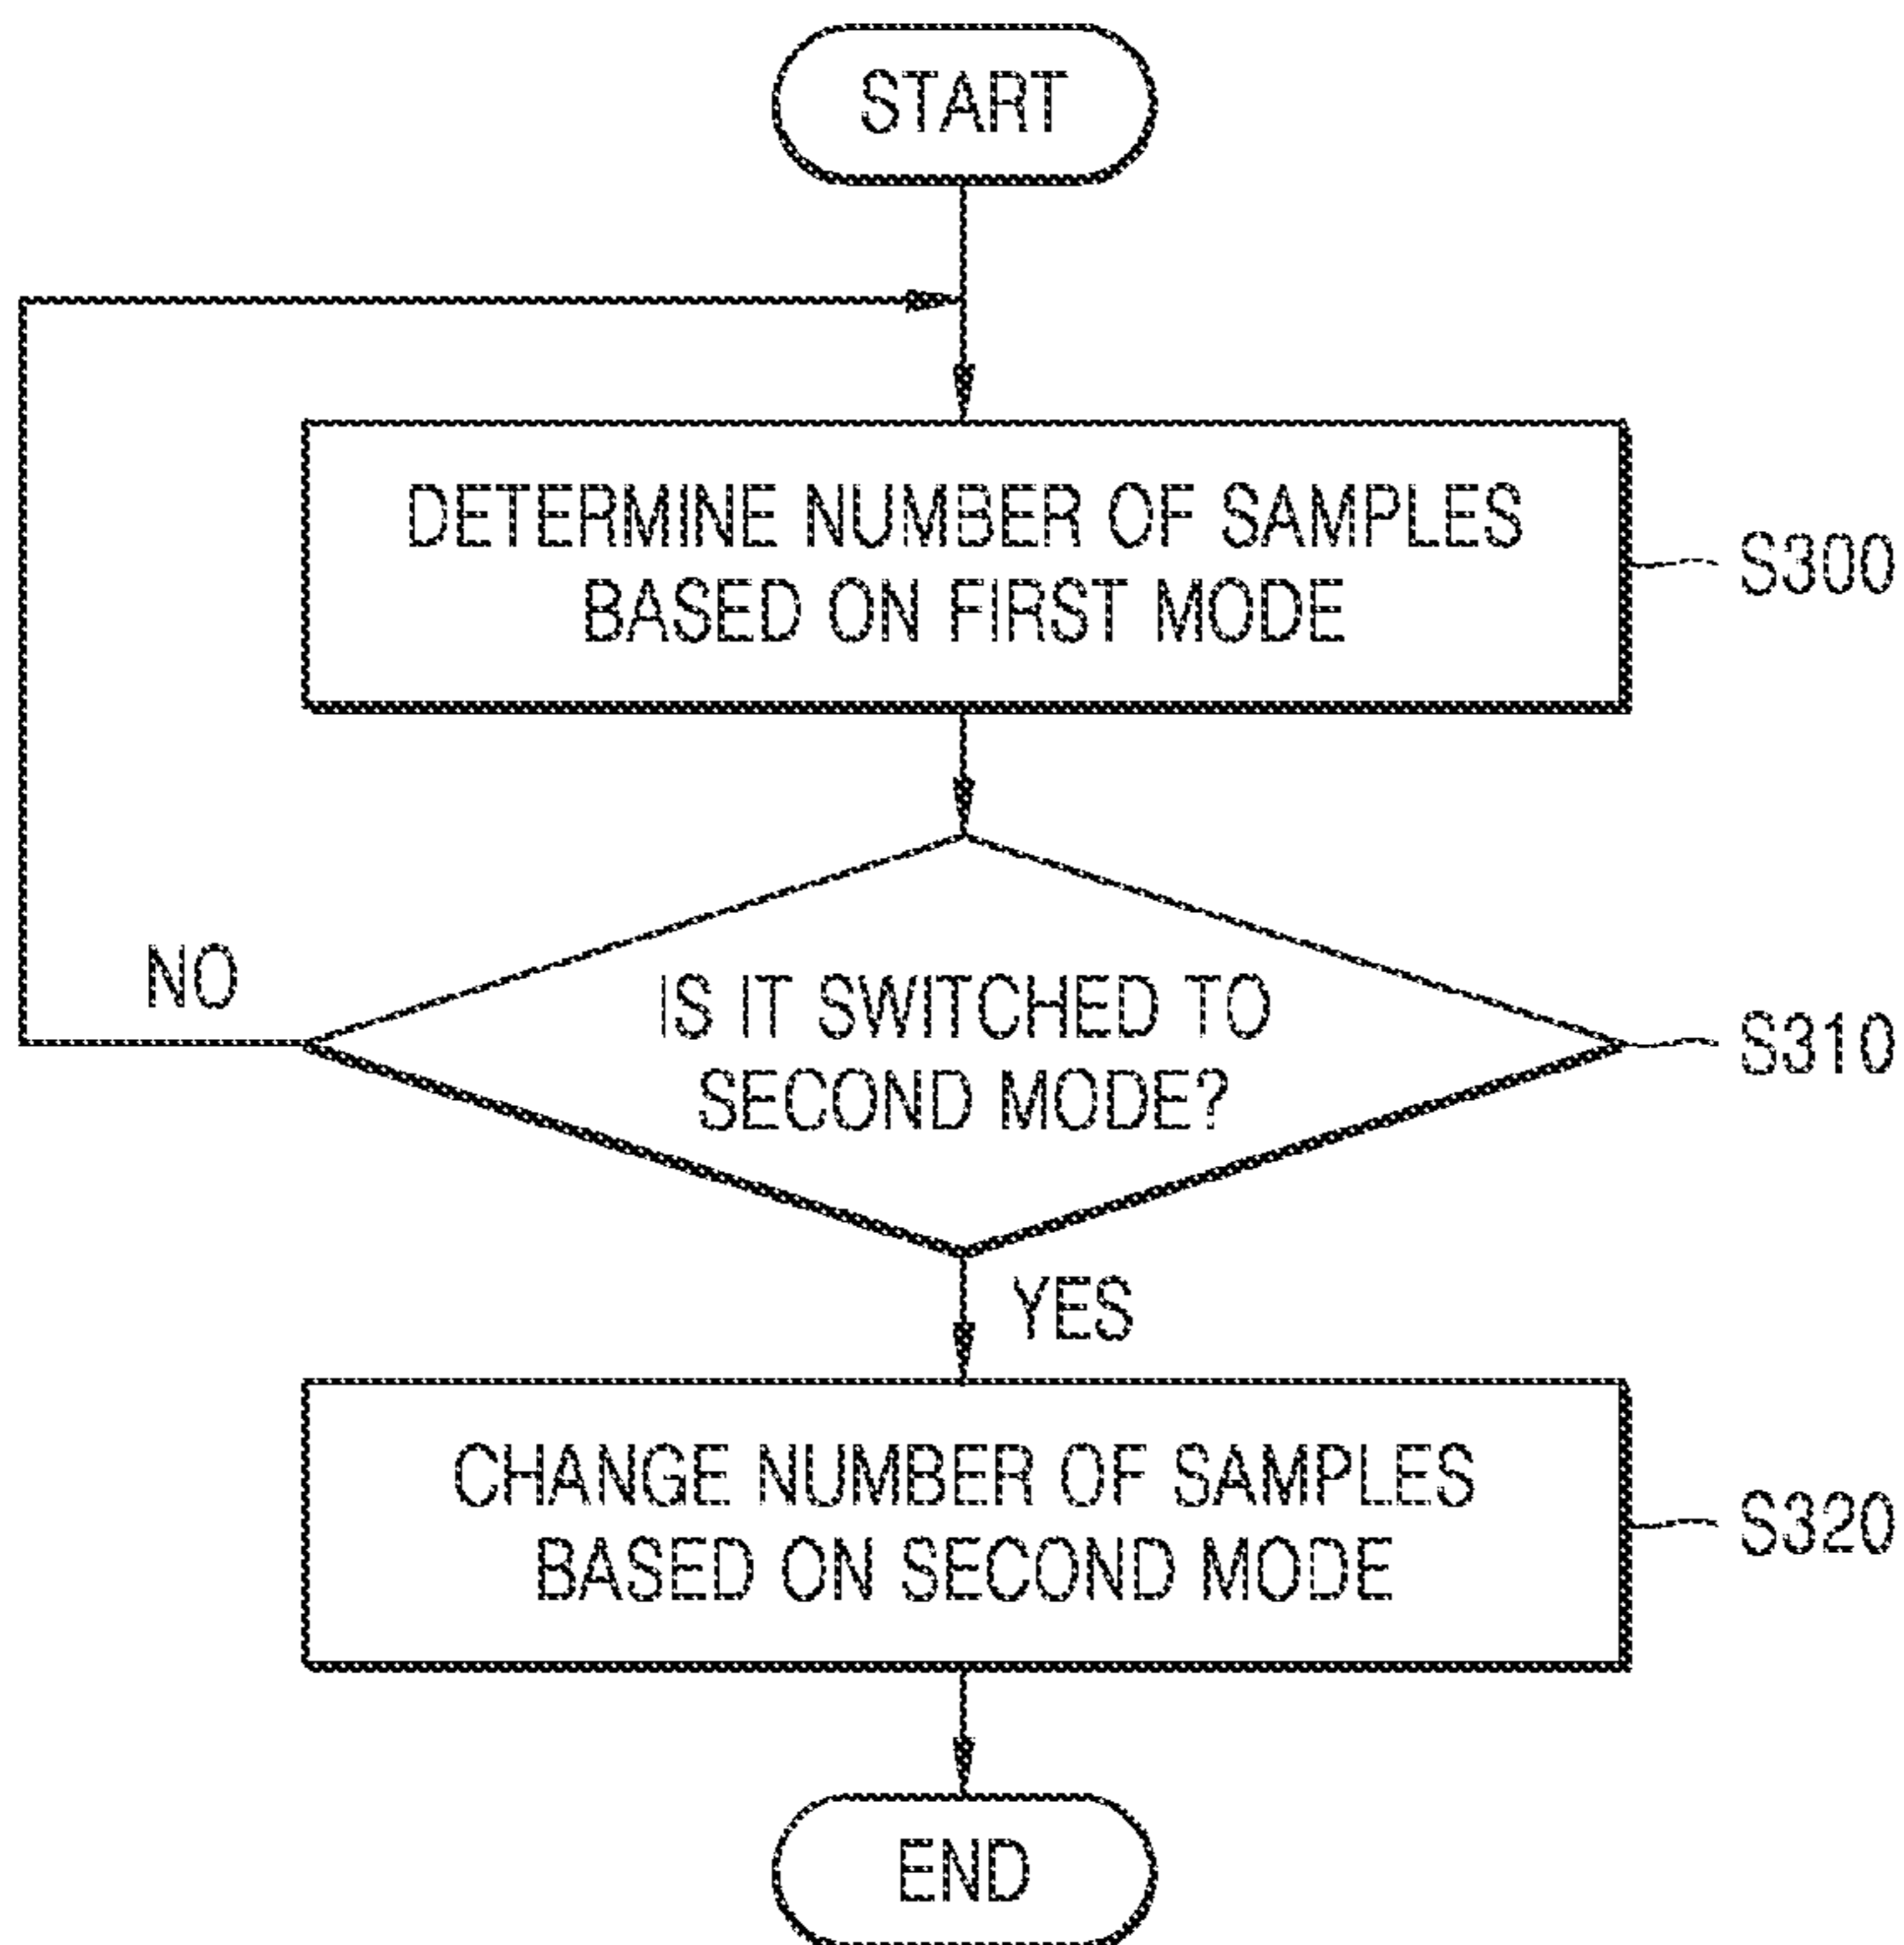 START
DETERMINE NUMBER OF SAMPLES
BASED ON FIRST MODE
S300
NO
IS IT SWITCHED TO
SECOND MODE?
S310
YES
CHANGE NUMBER OF SAMPLES
BASED ON SECOND MODE
S320
END